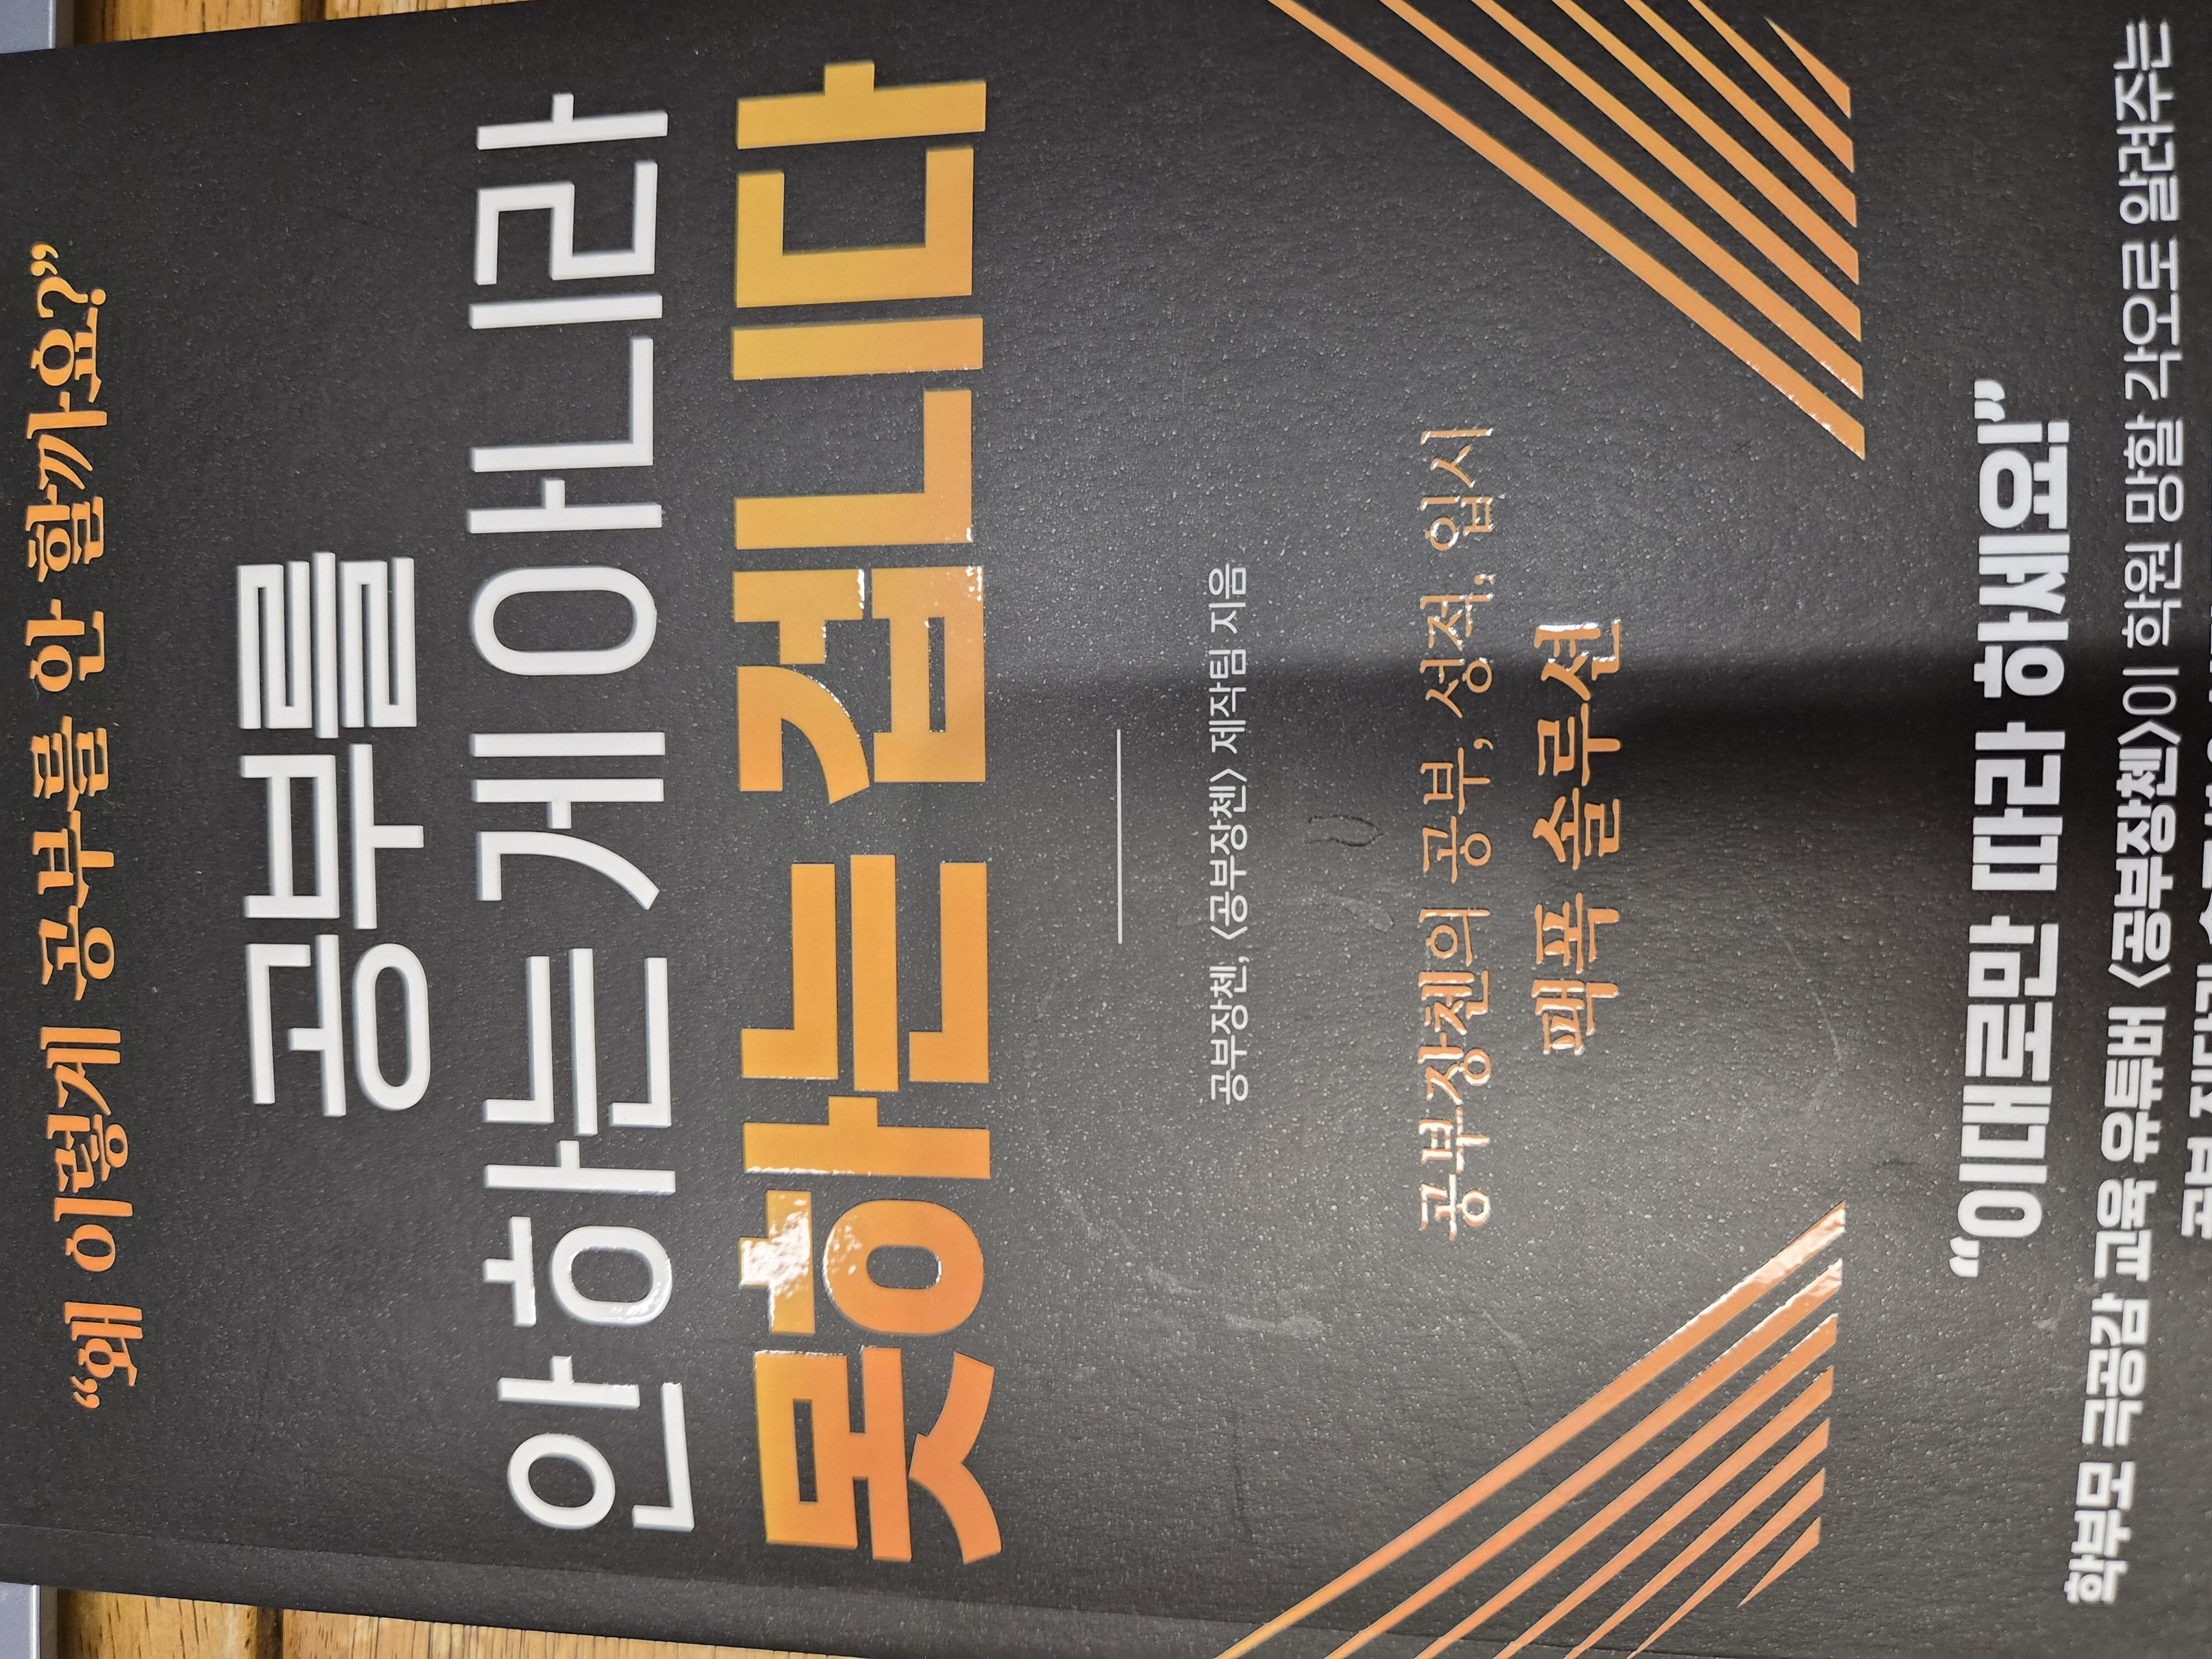 “왜 이렇게 공부를 안 할까요?”
공부를
안 하는 게 아니라
못하는 겁니다
공부장첸, <공부장첸> 제작팀 지음
공부장첸의 공부, 성적, 입시
팩폭 솔루션
“이대로만 따라 하세요!”
학부모 극공감 교육 유튜버 <공부장첸>이 학원 망할 각오로 알려주는